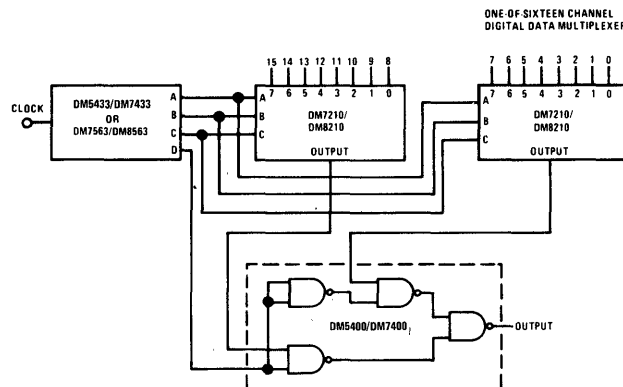 ONE-OF-SIXTEEN CHANNEL
DIGITAL DATA MULTIPLEXER
15 14 13 12 11 10 9 8
7 6 5 4 3 2 1 0
7 6 5 4 3 2 1 0
7 6 5 4 3 2 1 0
CLOCK
DM5433/DM7433
OR
DM7563/DM8563
A
B
C
D
A
B
C
DM7210/
DM8210
OUTPUT
A
B
C
DM7210/
DM8210
OUTPUT
DM5400/DM7400
OUTPUT